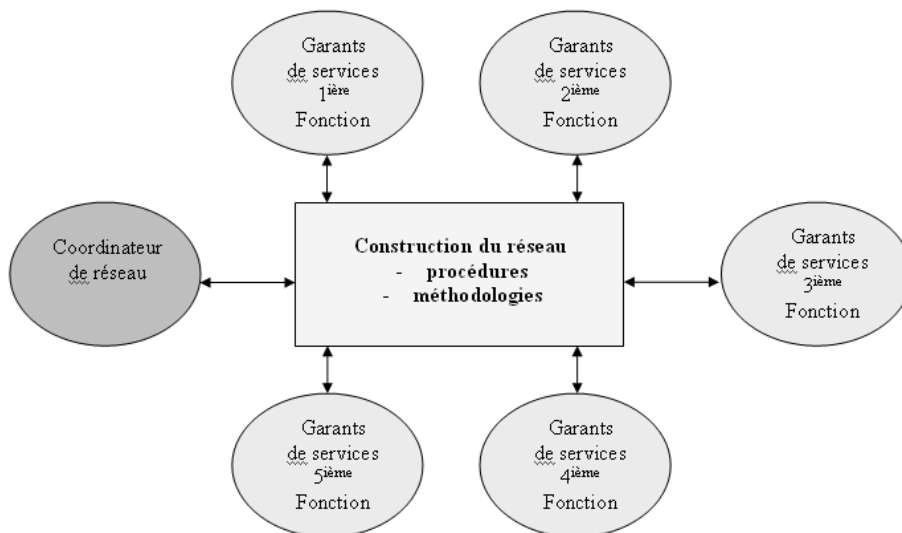 Garants
de services
1ière
Fonction
Garants
de services
2ième
Fonction
Coordinateur
de réseau
Construction du réseau
- procédures
- méthodologies
Garants
de services
3ième
Fonction
Garants
de services
5ième
Fonction
Garants
de services
4ième
Fonction